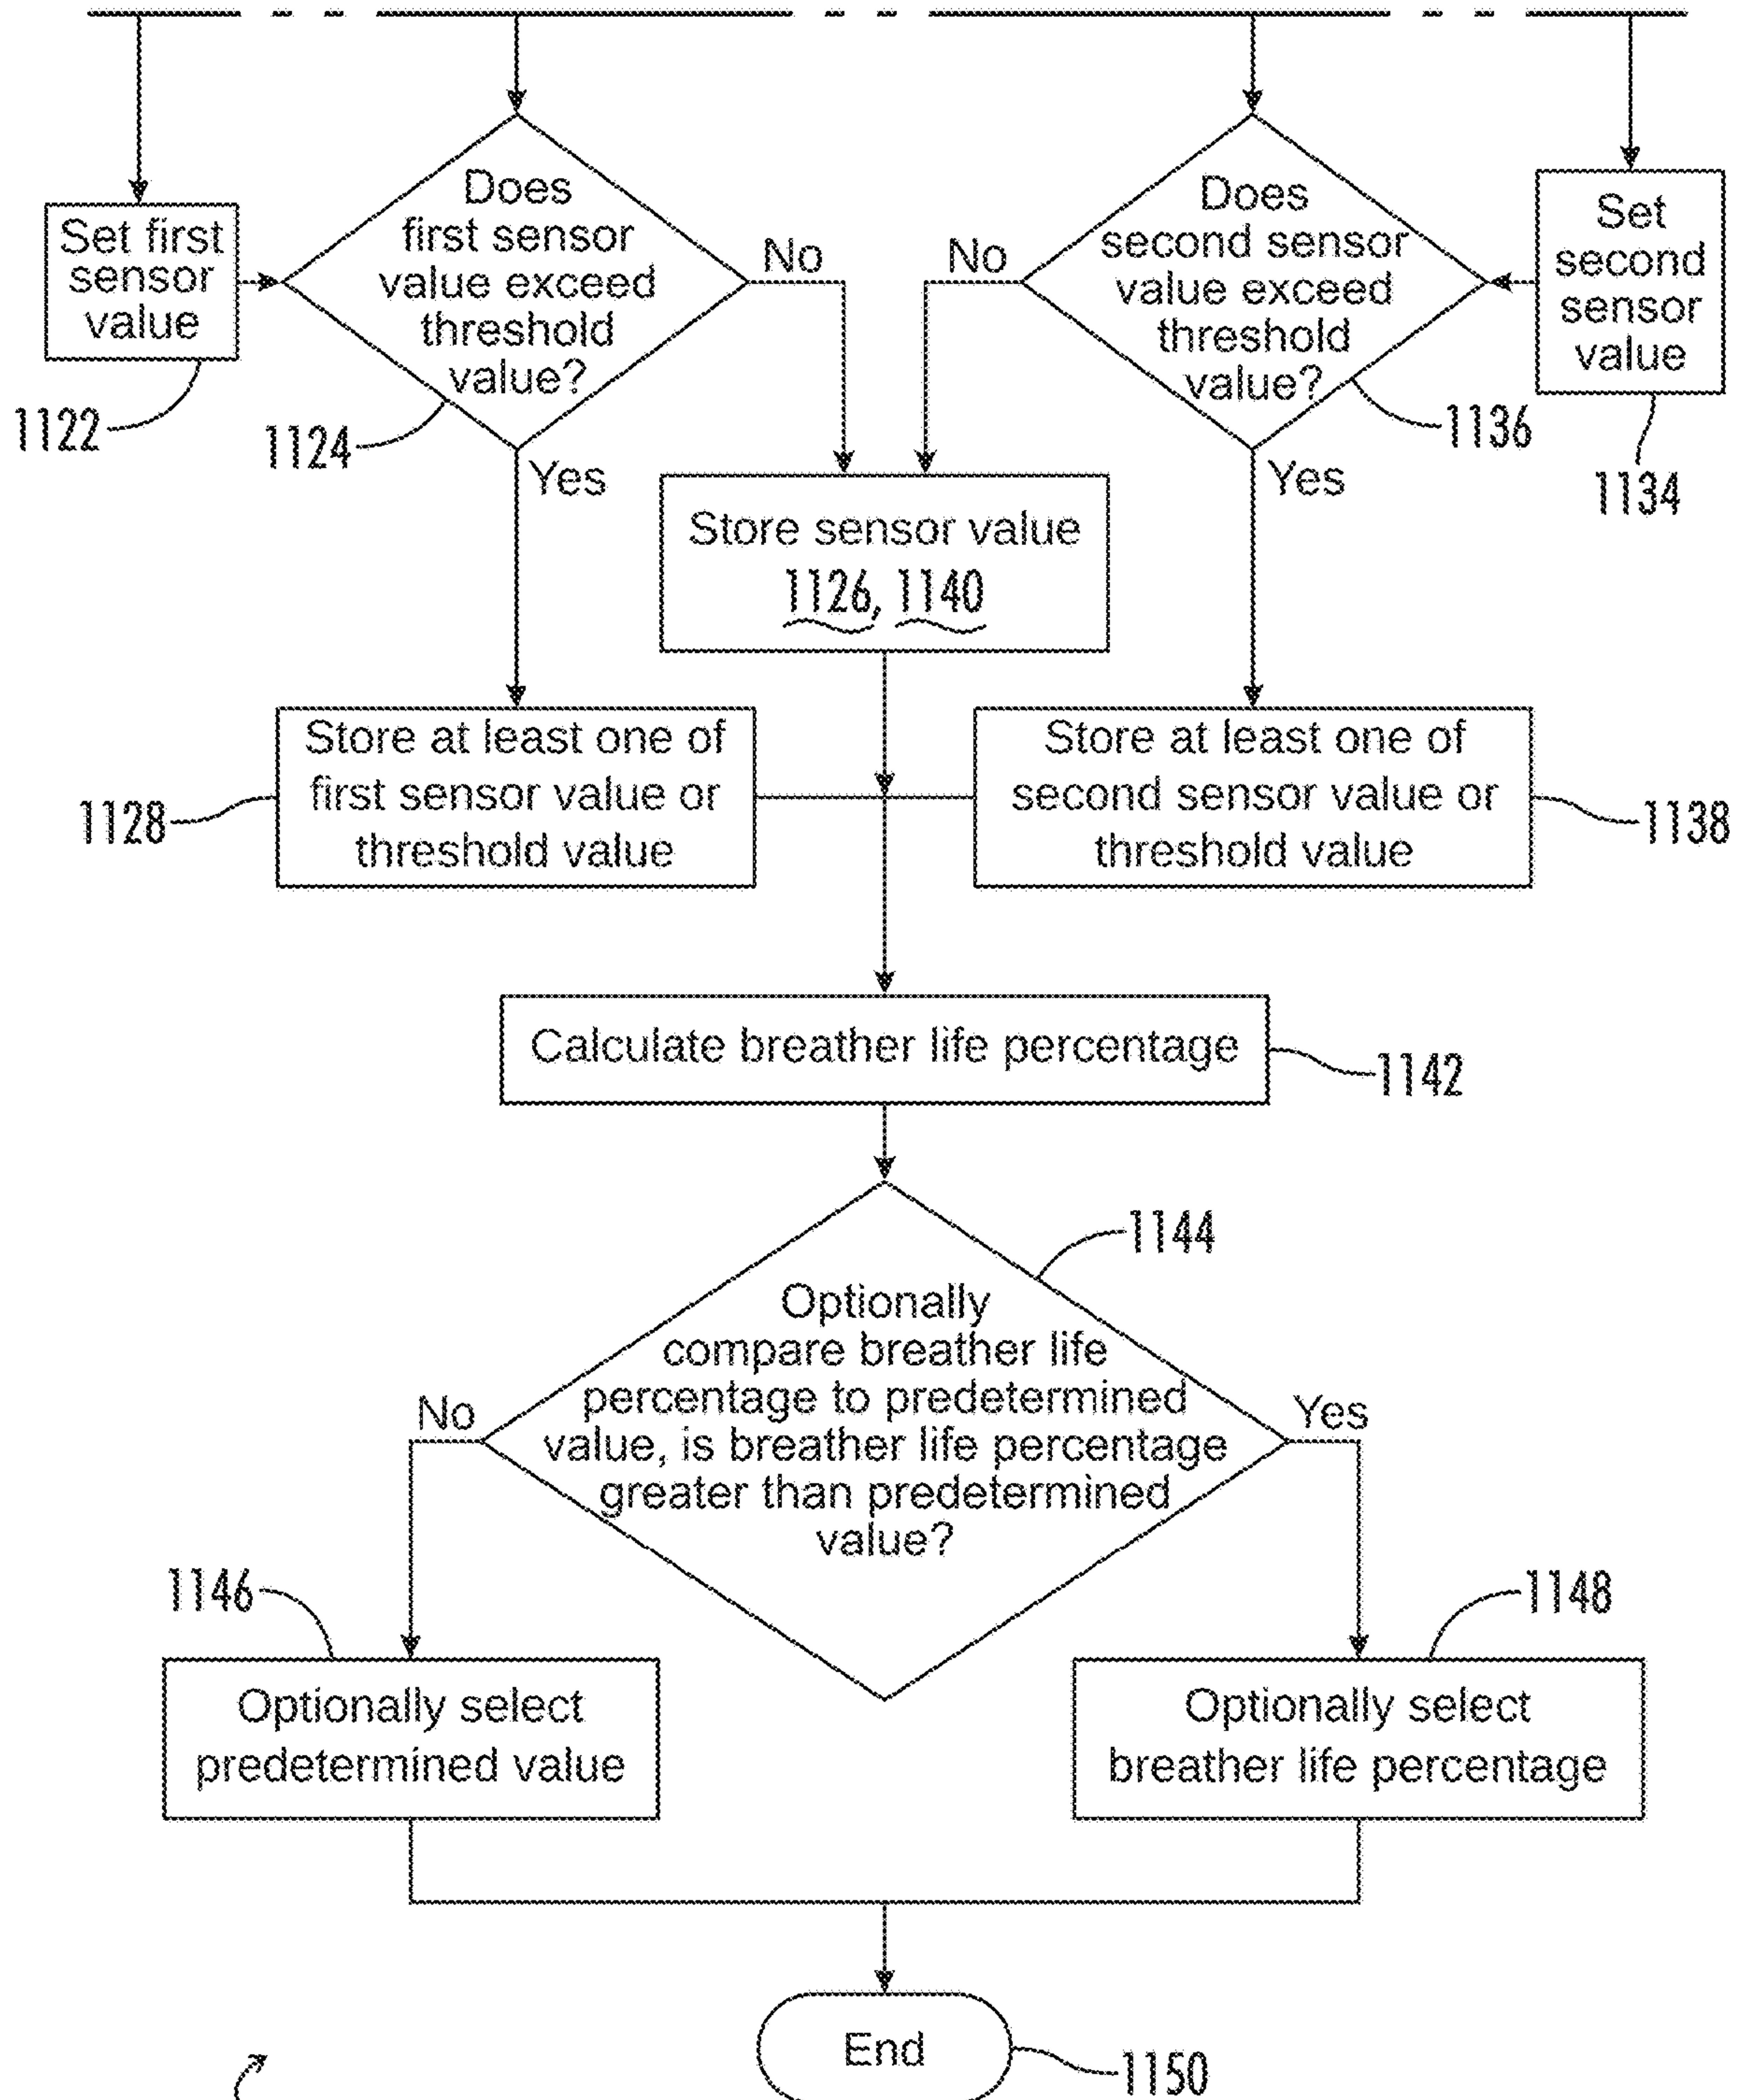 Does
first sensor
value exceed
threshold
value?
Does
second sensor
value exceed
threshold
value?
Set first
sensor
value
Set
second
sensor
value
No
No
1122
1124
1136
1134
Yes
Yes
Store sensor value
1126, 1140
Store at least one of
first sensor value or
threshold value
Store at least one of
second sensor value or
threshold value
1128
1138
Calculate breather life percentage
1142
1144
Optionally
compare breather life
percentage to predetermined
value, is breather life percentage
greater than predetermined
value?
No
Yes
1146
1148
Optionally select
predetermined value
Optionally select
breather life percentage
End
1150